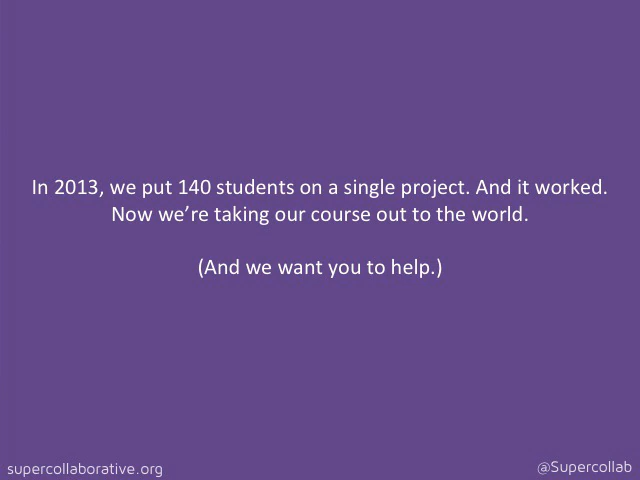 In 2013, we put 140 students on a single project. And it worked.
Now we’re taking our course out to the world.
(And we want you to help.)
supercollaborative.org
@Supercollab